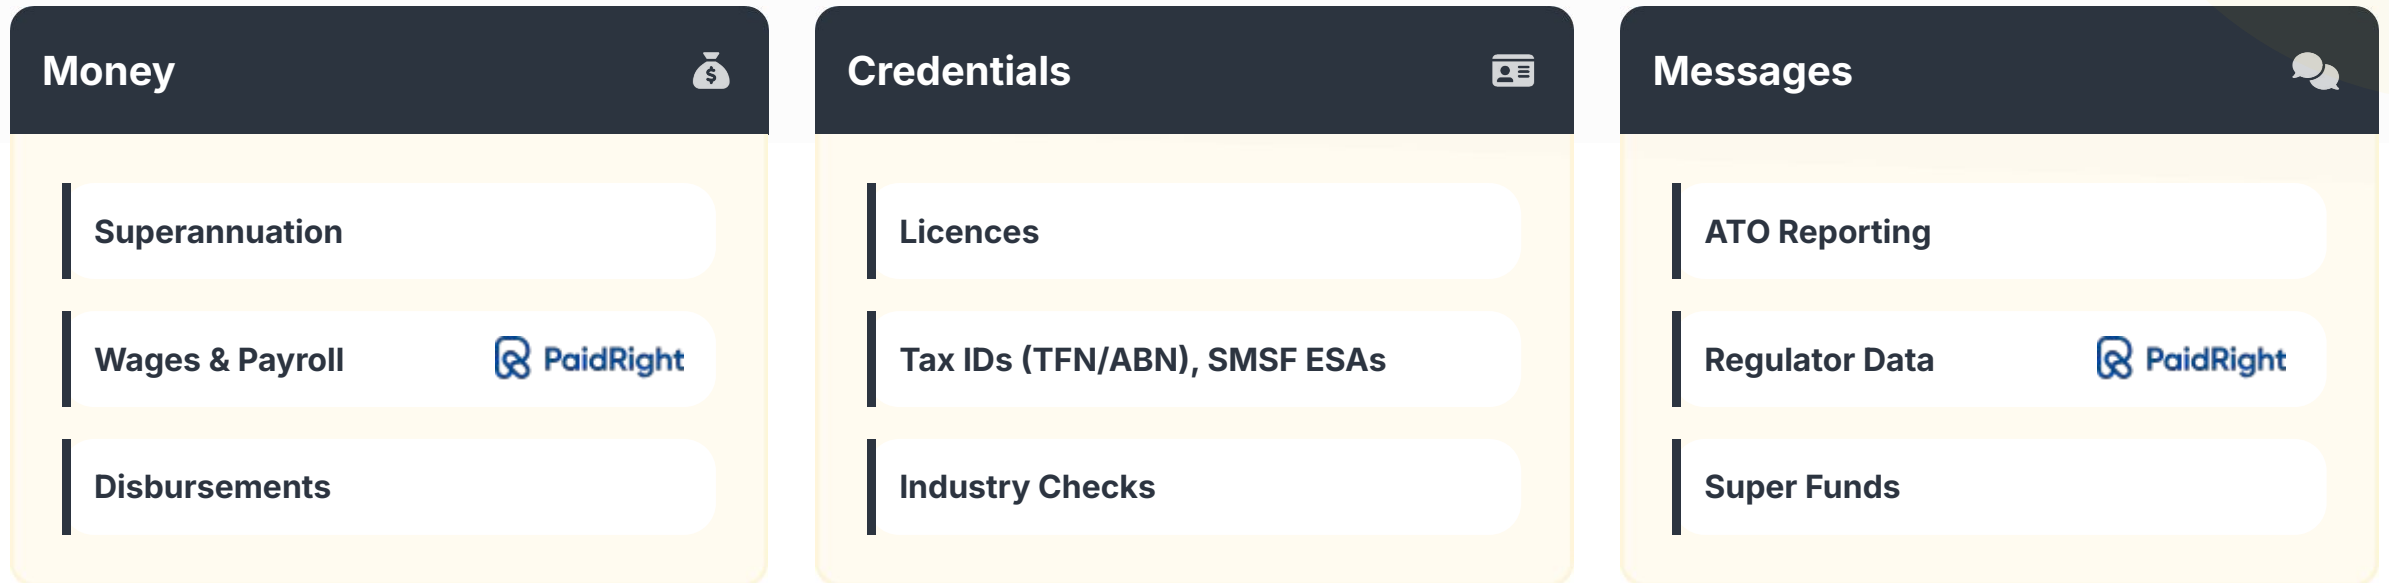 Money
Superannuation
Wages & Payroll
PaidRight
Disbursements
Credentials
Licences
Tax IDs (TFN/ABN), SMSF ESAs
Industry Checks
Messages
ATO Reporting
Regulator Data
PaidRight
Super Funds